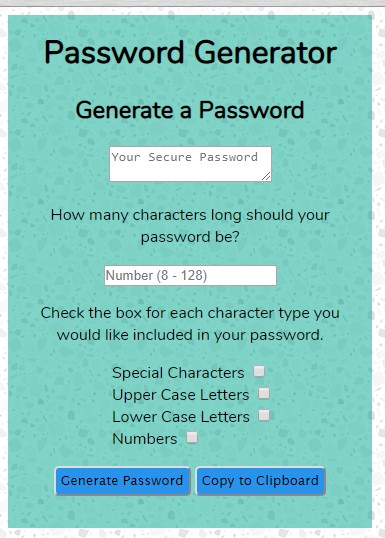 Password Generator
Generate a Password
Your Secure Password
How many characters long should your
password be?
Number (8 - 128)
Check the box for each character type you
would like included in your password.
Special Characters
Upper Case Letters
Lower Case Letters
Numbers
Generate Password Copy to Clipboard